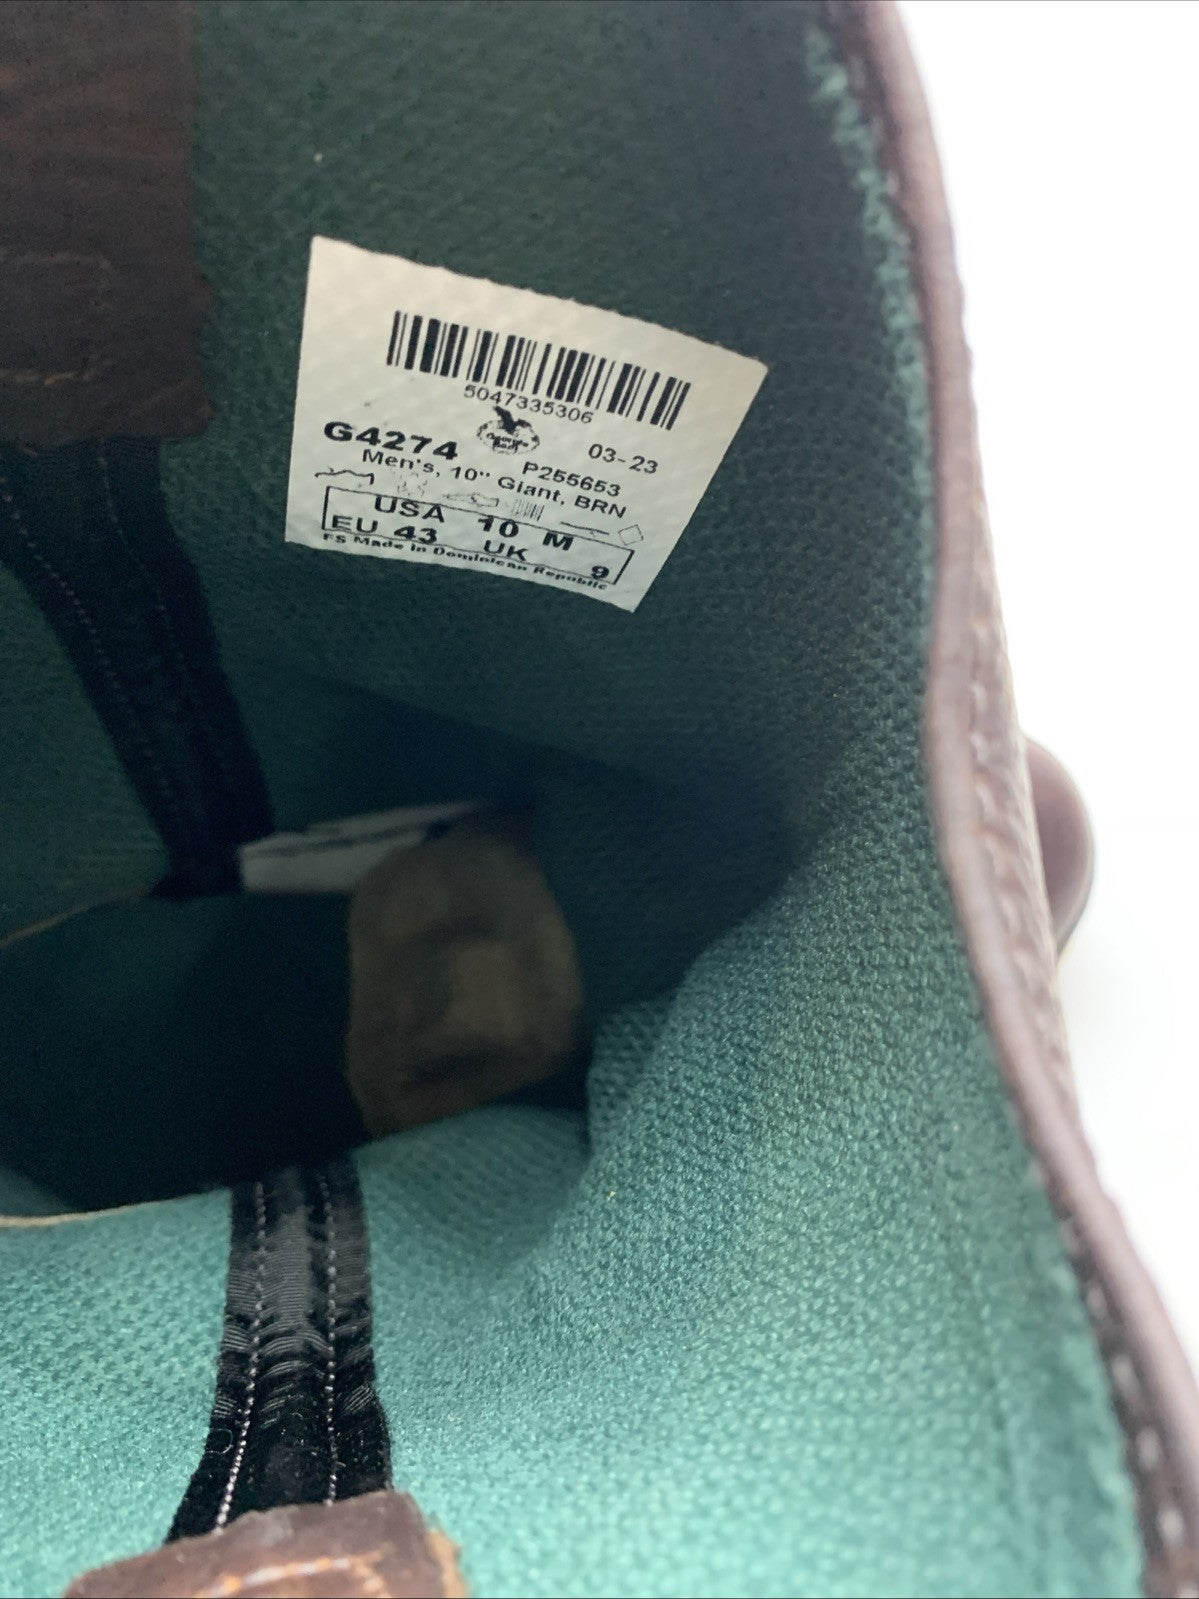 5047335306
G4274 03-23
P255653
Men's, 10" Giant, BRN
USA 10 M
EU 43 UK 9
FS Made in Dominican Republic